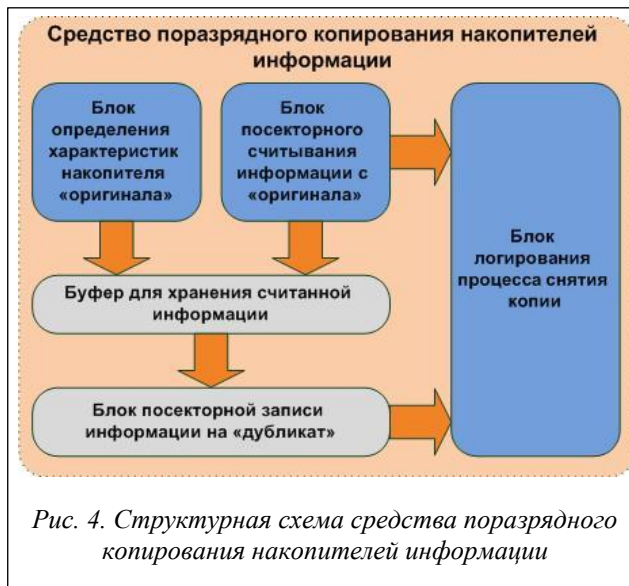 Средство поразрядного копирования накопителей
информации
Блок
определения
характеристик
накопителя
«оригинала»
Блок
посекторного
считывания
информации с
«оригинала»
Блок
логирования
процесса снятия
копии
Буфер для хранения считанной
информации
Блок посекторной записи
информации на «дубликат»
Рис. 4. Структурная схема средства поразрядного
копирования накопителей информации